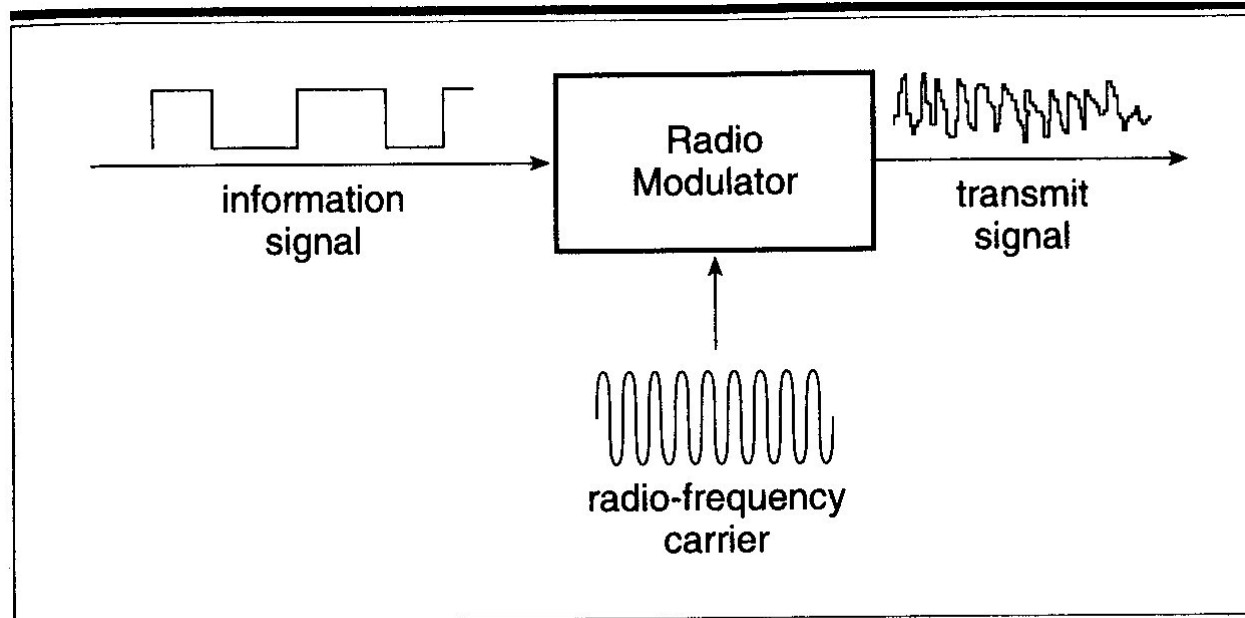 Radio
Modulator
information
signal
transmit
signal
radio-frequency
carrier